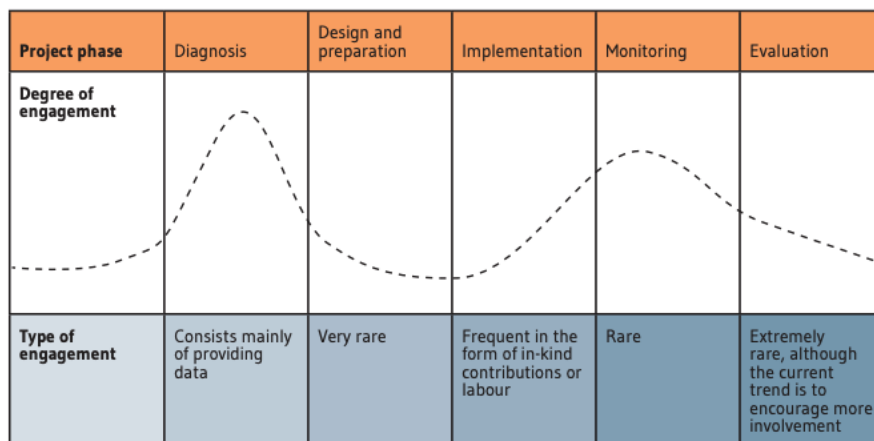 Project phase
Diagnosis
Design and
preparation
Implementation
Monitoring
Evaluation
Degree of
engagement
Type of
engagement
Consists mainly
of providing
data
Very rare
Frequent in the
form of in-kind
contributions or
labour
Rare
Extremely
rare, although
the current
trend is to
encourage more
involvement